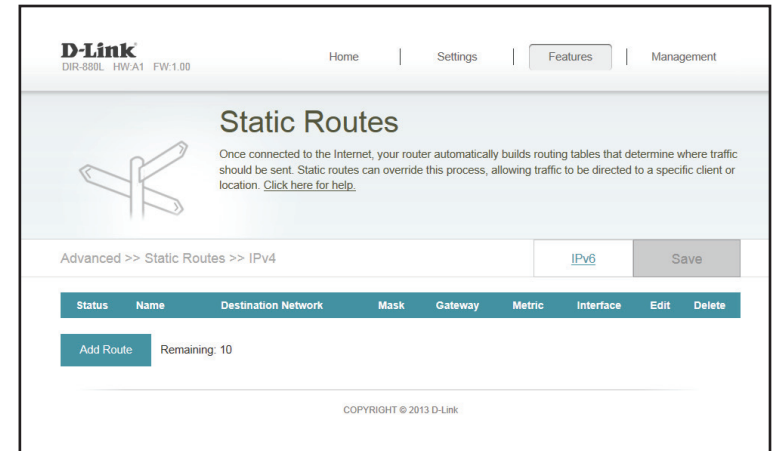 D-Link
DIR-880L HW:A1 FW:1.00
Home Settings Features Management
Static Routes
Once connected to the Internet, your router automatically builds routing tables that determine where traffic
should be sent. Static routes can override this process, allowing traffic to be directed to a specific client or
location. Click here for help.
Advanced >> Static Routes >> IPv4 IPv6 Save
Status Name Destination Network Mask Gateway Metric Interface Edit Delete
Add Route Remaining: 10
COPYRIGHT © 2013 D-Link